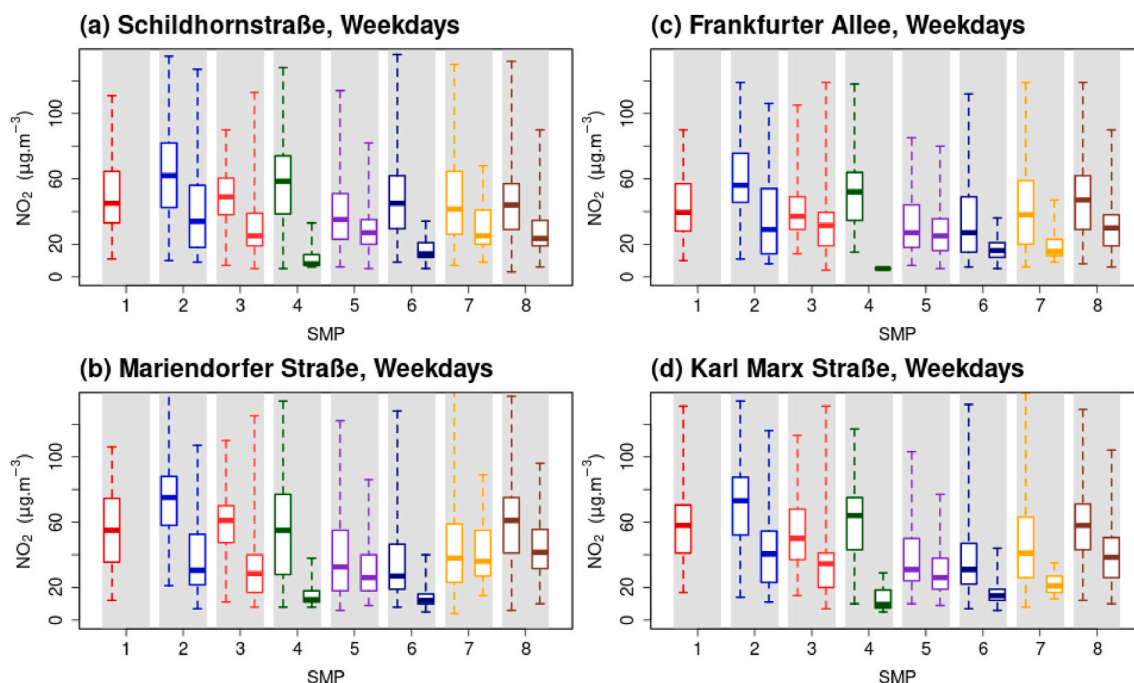 (a) Schildhornstraße, Weekdays
NO₂ (µg.m⁻³)
100
60
20
0
1 2 3 4 5 6 7 8
SMP
(c) Frankfurter Allee, Weekdays
NO₂ (µg.m⁻³)
100
60
20
0
1 2 3 4 5 6 7 8
SMP
(b) Mariendorfer Straße, Weekdays
NO₂ (µg.m⁻³)
100
60
20
0
1 2 3 4 5 6 7 8
SMP
(d) Karl Marx Straße, Weekdays
NO₂ (µg.m⁻³)
100
60
20
0
1 2 3 4 5 6 7 8
SMP